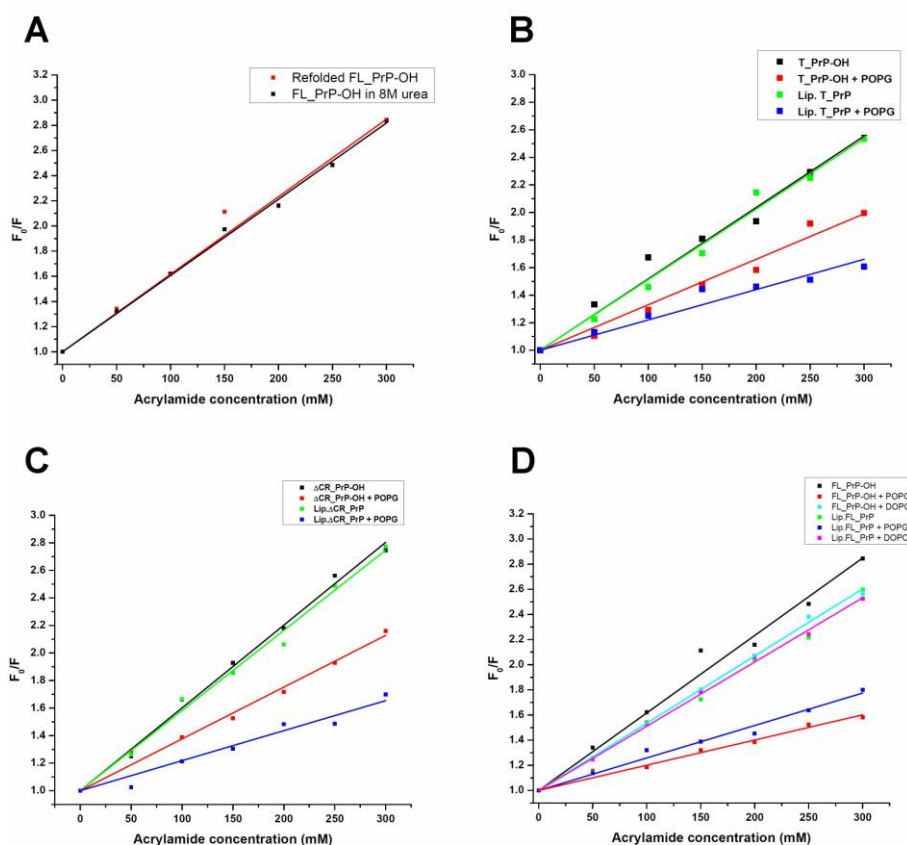 A
Refolded FL_PrP-OH
FL_PrP-OH in 8M urea
3.2
3.0
2.8
2.6
2.4
2.2
2.0
1.8
1.6
1.4
1.2
1.0
F₀/F
0 50 100 150 200 250 300
Acrylamide concentration (mM)
B
T_PrP-OH
T_PrP-OH + POPG
Lip. T_PrP
Lip. T_PrP + POPG
3.0
2.8
2.6
2.4
2.2
2.0
1.8
1.6
1.4
1.2
1.0
F₀/F
0 50 100 150 200 250 300
Acrylamide concentration (mM)
C
ΔCR_PrP-OH
ΔCR_PrP-OH + POPG
Lip.ΔCR_PrP
Lip.ΔCR_PrP + POPG
3.0
2.8
2.6
2.4
2.2
2.0
1.8
1.6
1.4
1.2
1.0
F₀/F
0 50 100 150 200 250 300
Acrylamide concentration (mM)
D
FL_PrP-OH
FL_PrP-OH + POPG
FL_PrP-OH + DOPC
Lip.FL_PrP
Lip.FL_PrP + POPG
Lip.FL_PrP + DOPC
3.2
3.0
2.8
2.6
2.4
2.2
2.0
1.8
1.6
1.4
1.2
1.0
F₀/F
0 50 100 150 200 250 300
Acrylamide concentration (mM)